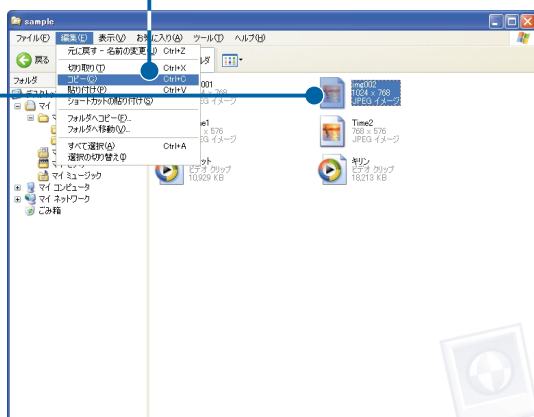 sample
ファイル(F) 編集(E) 表示(V) お気に入り(A) ツール(T) ヘルプ(H)
元に戻す - 名前の変更(U) Ctrl+Z
切り取り(T) Ctrl+X
コピー(C) Ctrl+C
貼り付け(P) Ctrl+V
ショートカットの貼り付け(S)
フォルダへコピー(F)...
フォルダへ移動(V)...
すべて選択(A) Ctrl+A
選択の切り替え(I)
戻る
フォルダ
マイ
マイ ミュージック
マイ コンピュータ
マイ ネットワーク
ごみ箱
img002
1024 x 768
JPEG イメージ
Time2
768 x 576
JPEG イメージ
ビデオ クリップ
10,929 KB
キリン
ビデオ クリップ
18,213 KB